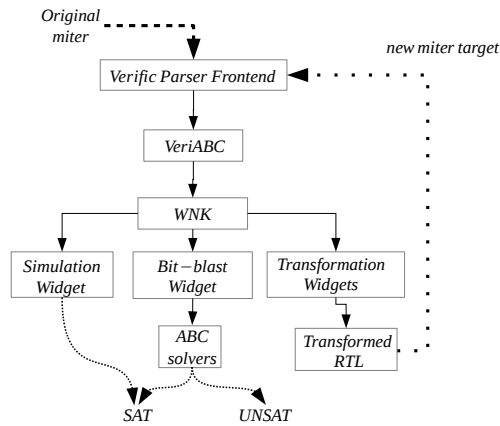 Original
miter
new miter target
Verific Parser Frontend
VeriABC
WNK
Simulation
Widget
Bit−blast
Widget
Transformation
Widgets
ABC
solvers
Transformed
RTL
SAT
UNSAT